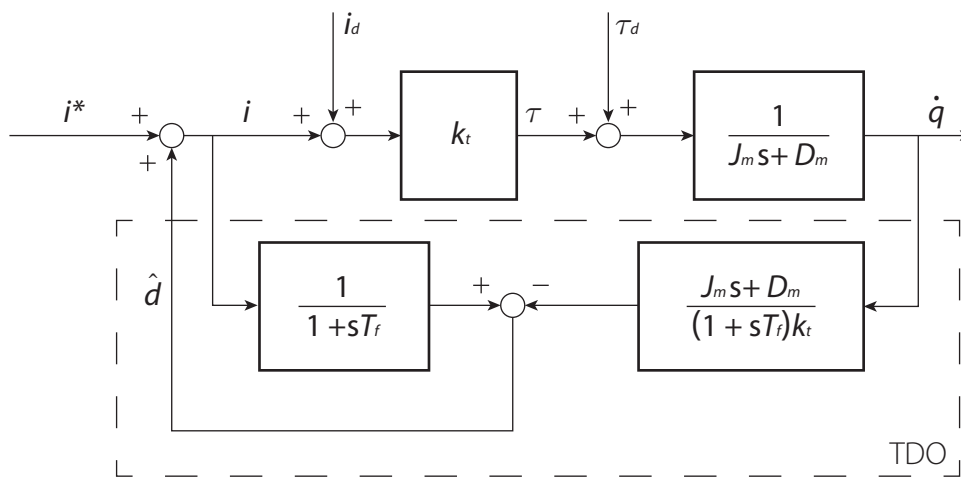 i_d
τ_d
i*
+
+
i
+
+
k_t
τ
+
+
1
J_m s + D_m
q̇
d̂
1
1 + sT_f
+
−
J_m s + D_m
(1 + sT_f)k_t
TDO